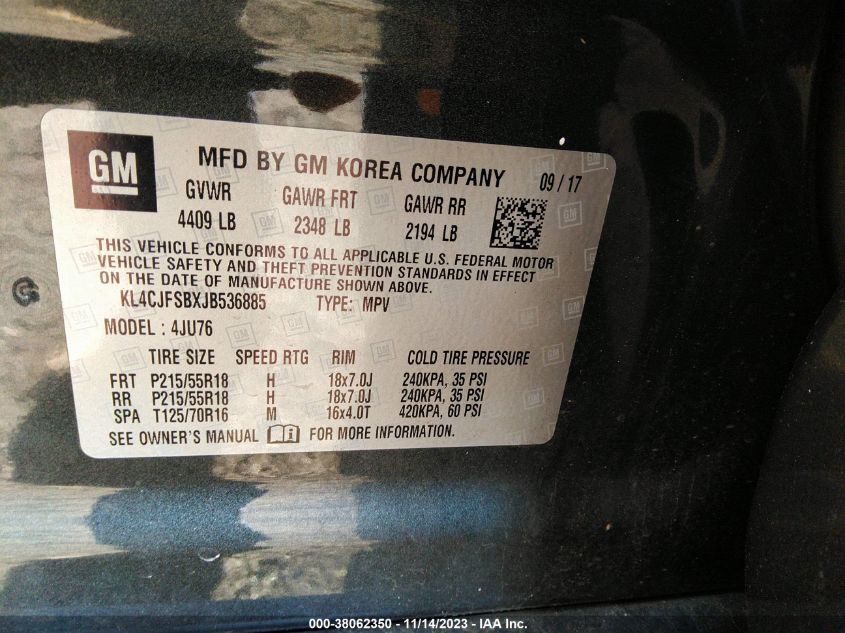 GM
MFD BY GM KOREA COMPANY 09 / 17
GVWR GAWR FRT GAWR RR
4409 LB 2348 LB 2194 LB
THIS VEHICLE CONFORMS TO ALL APPLICABLE U.S. FEDERAL MOTOR
VEHICLE SAFETY AND THEFT PREVENTION STANDARDS IN EFFECT
ON THE DATE OF MANUFACTURE SHOWN ABOVE.
KL4CJFSBXJB536885 TYPE: MPV
MODEL : 4JU76
TIRE SIZE SPEED RTG RIM COLD TIRE PRESSURE
FRT P215/55R18 H 18x7.0J 240KPA, 35 PSI
RR P215/55R18 H 18x7.0J 240KPA, 35 PSI
SPA T125/70R16 M 16x4.0T 420KPA, 60 PSI
SEE OWNER'S MANUAL FOR MORE INFORMATION.
000-38062350 - 11/14/2023 - IAA Inc.